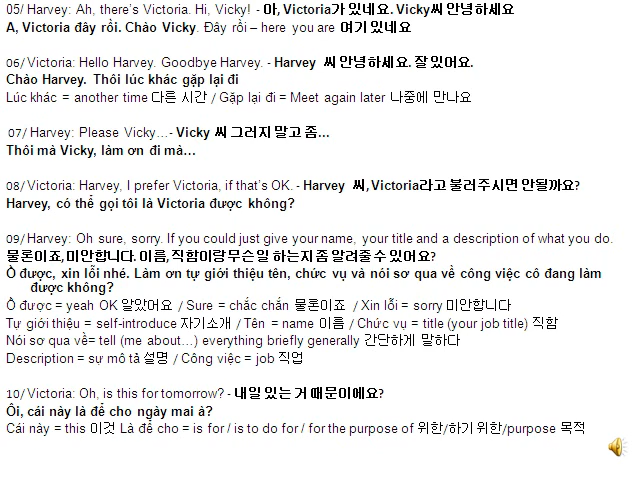 05/ Harvey: Ah, there's Victoria. Hi, Vicky! - 아, Victoria가 있네요. Vicky씨 안녕하세요
A, Victoria đây rồi. Chào Vicky. Đây rồi – here you are 여기 있네요
06/ Victoria: Hello Harvey. Goodbye Harvey. - Harvey 씨 안녕하세요. 잘 있어요.
Chào Harvey. Thôi lúc khác gặp lại đi
Lúc khác = another time 다른 시간 / Gặp lại đi = Meet again later 나중에 만나요
07/ Harvey: Please Vicky…- Vicky 씨 그러지 말고 좀…
Thôi mà Vicky, làm ơn đi mà…
08/ Victoria: Harvey, I prefer Victoria, if that's OK. - Harvey 씨, Victoria라고 불러주시면 안될까요?
Harvey, có thể gọi tôi là Victoria được không?
09/ Harvey: Oh sure, sorry. If you could just give your name, your title and a description of what you do.
물론이죠, 미안합니다. 이름, 직함이랑 무슨일 하는지 좀 알려줄 수 있어요?
Ồ được, xin lỗi nhé. Làm ơn tự giới thiệu tên, chức vụ và nói sơ qua về công việc cô đang làm
được không?
Ồ được = yeah OK 알았어요 / Sure = chắc chắn 물론이죠 / Xin lỗi = sorry 미안합니다
Tự giới thiệu = self-introduce 자기소개 / Tên = name 이름 / Chức vụ = title (your job title) 직함
Nói sơ qua về= tell (me about…) everything briefly generally 간단하게 말하다
Description = sự mô tả 설명 / Công việc = job 직업
10/ Victoria: Oh, is this for tomorrow? - 내일 있는 거 때문이에요?
Ôi, cái này là để cho ngày mai à?
Cái này = this 이것 Là để cho = is for / is to do for / for the purpose of 위한/하기 위한/purpose 목적